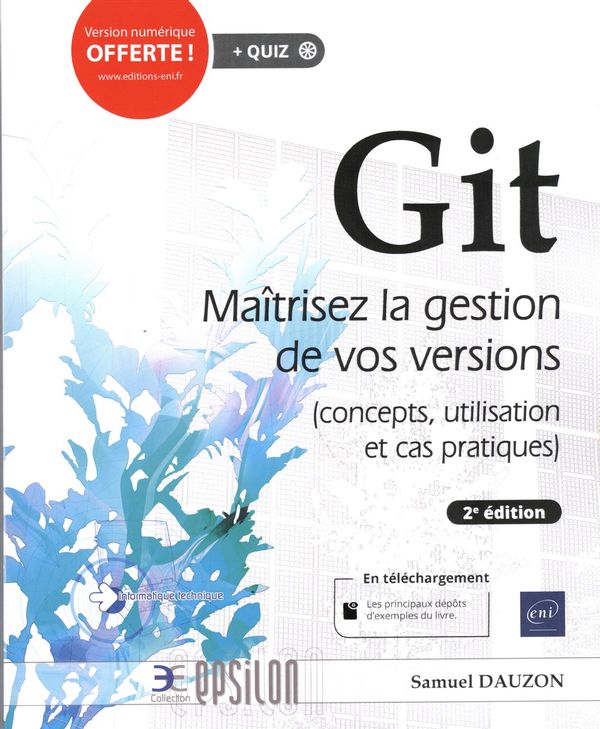 Version numérique
OFFERTE !
www.editions-eni.fr
+ QUIZ
Git
Maîtrisez la gestion
de vos versions
(concepts, utilisation
et cas pratiques)
2e édition
En téléchargement
Les principaux dépôts
d'exemples du livre.
eni
informatique technique
Collection
epsilon
Samuel DAUZON